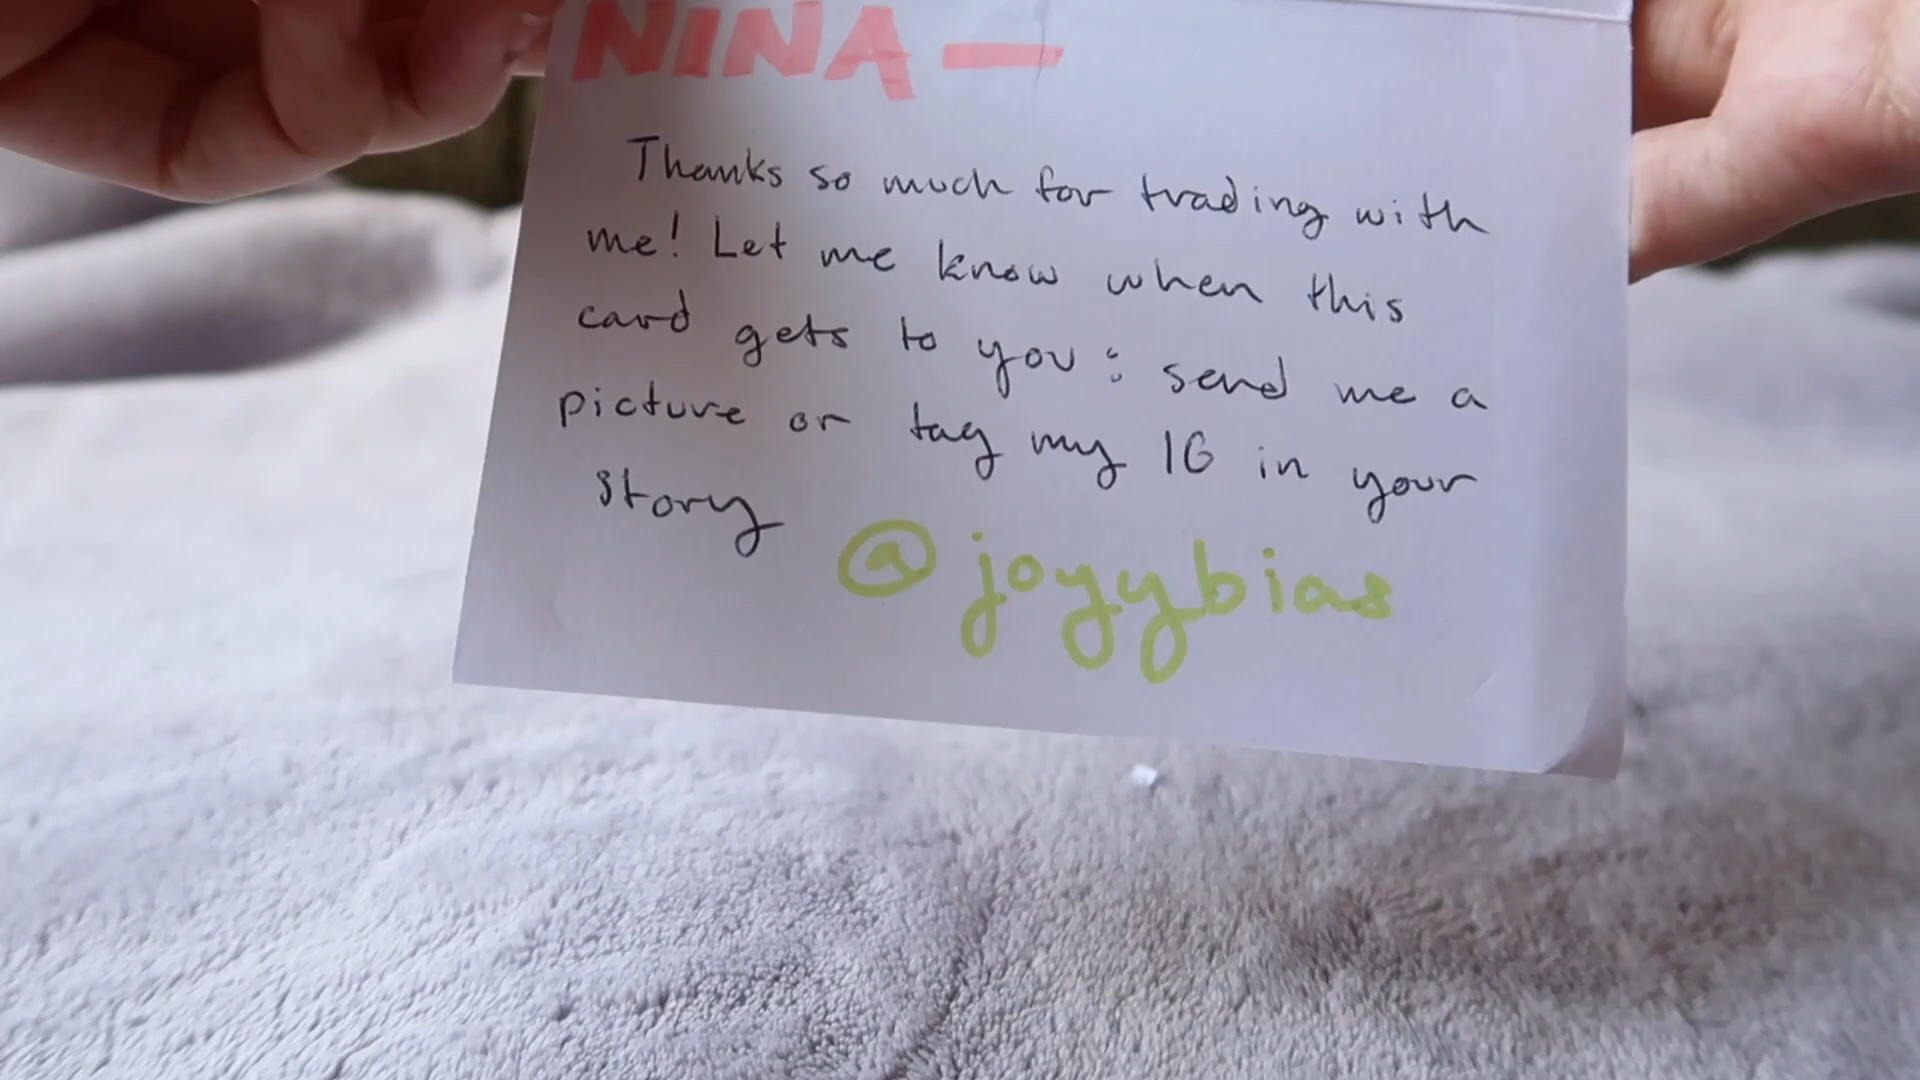 NINA —
Thanks so much for trading with
me! Let me know when this
card gets to you : send me a
picture or tag my IG in your
story
@joyybias